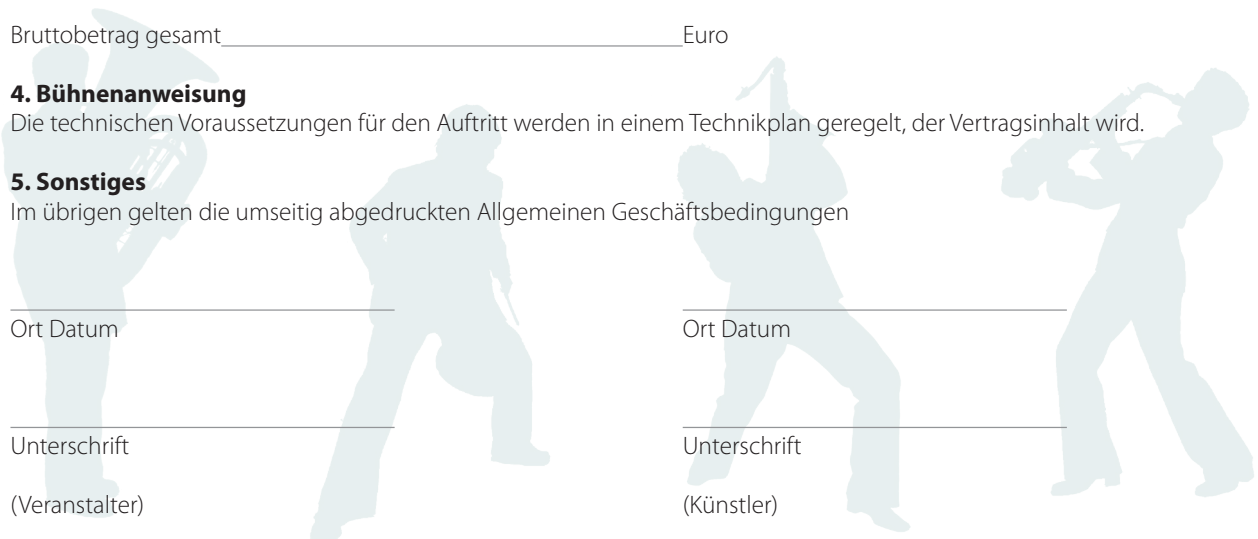 Bruttobetrag gesamt Euro
4. Bühnenanweisung
Die technischen Voraussetzungen für den Auftritt werden in einem Technikplan geregelt, der Vertragsinhalt wird.
5. Sonstiges
Im übrigen gelten die umseitig abgedruckten Allgemeinen Geschäftsbedingungen
Ort Datum Ort Datum
Unterschrift Unterschrift
(Veranstalter) (Künstler)